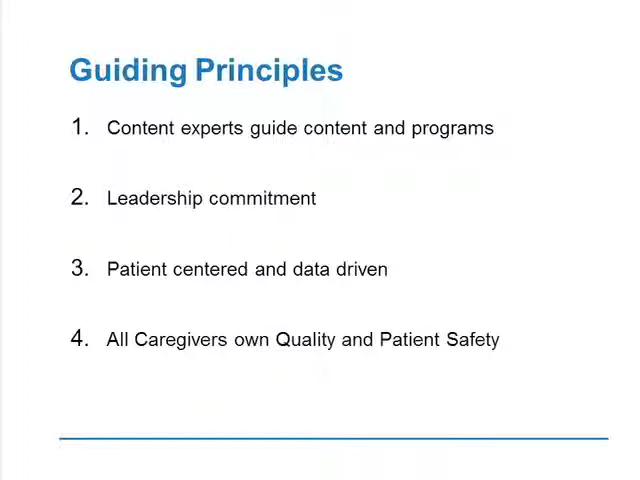 Guiding Principles
1. Content experts guide content and programs
2. Leadership commitment
3. Patient centered and data driven
4. All Caregivers own Quality and Patient Safety